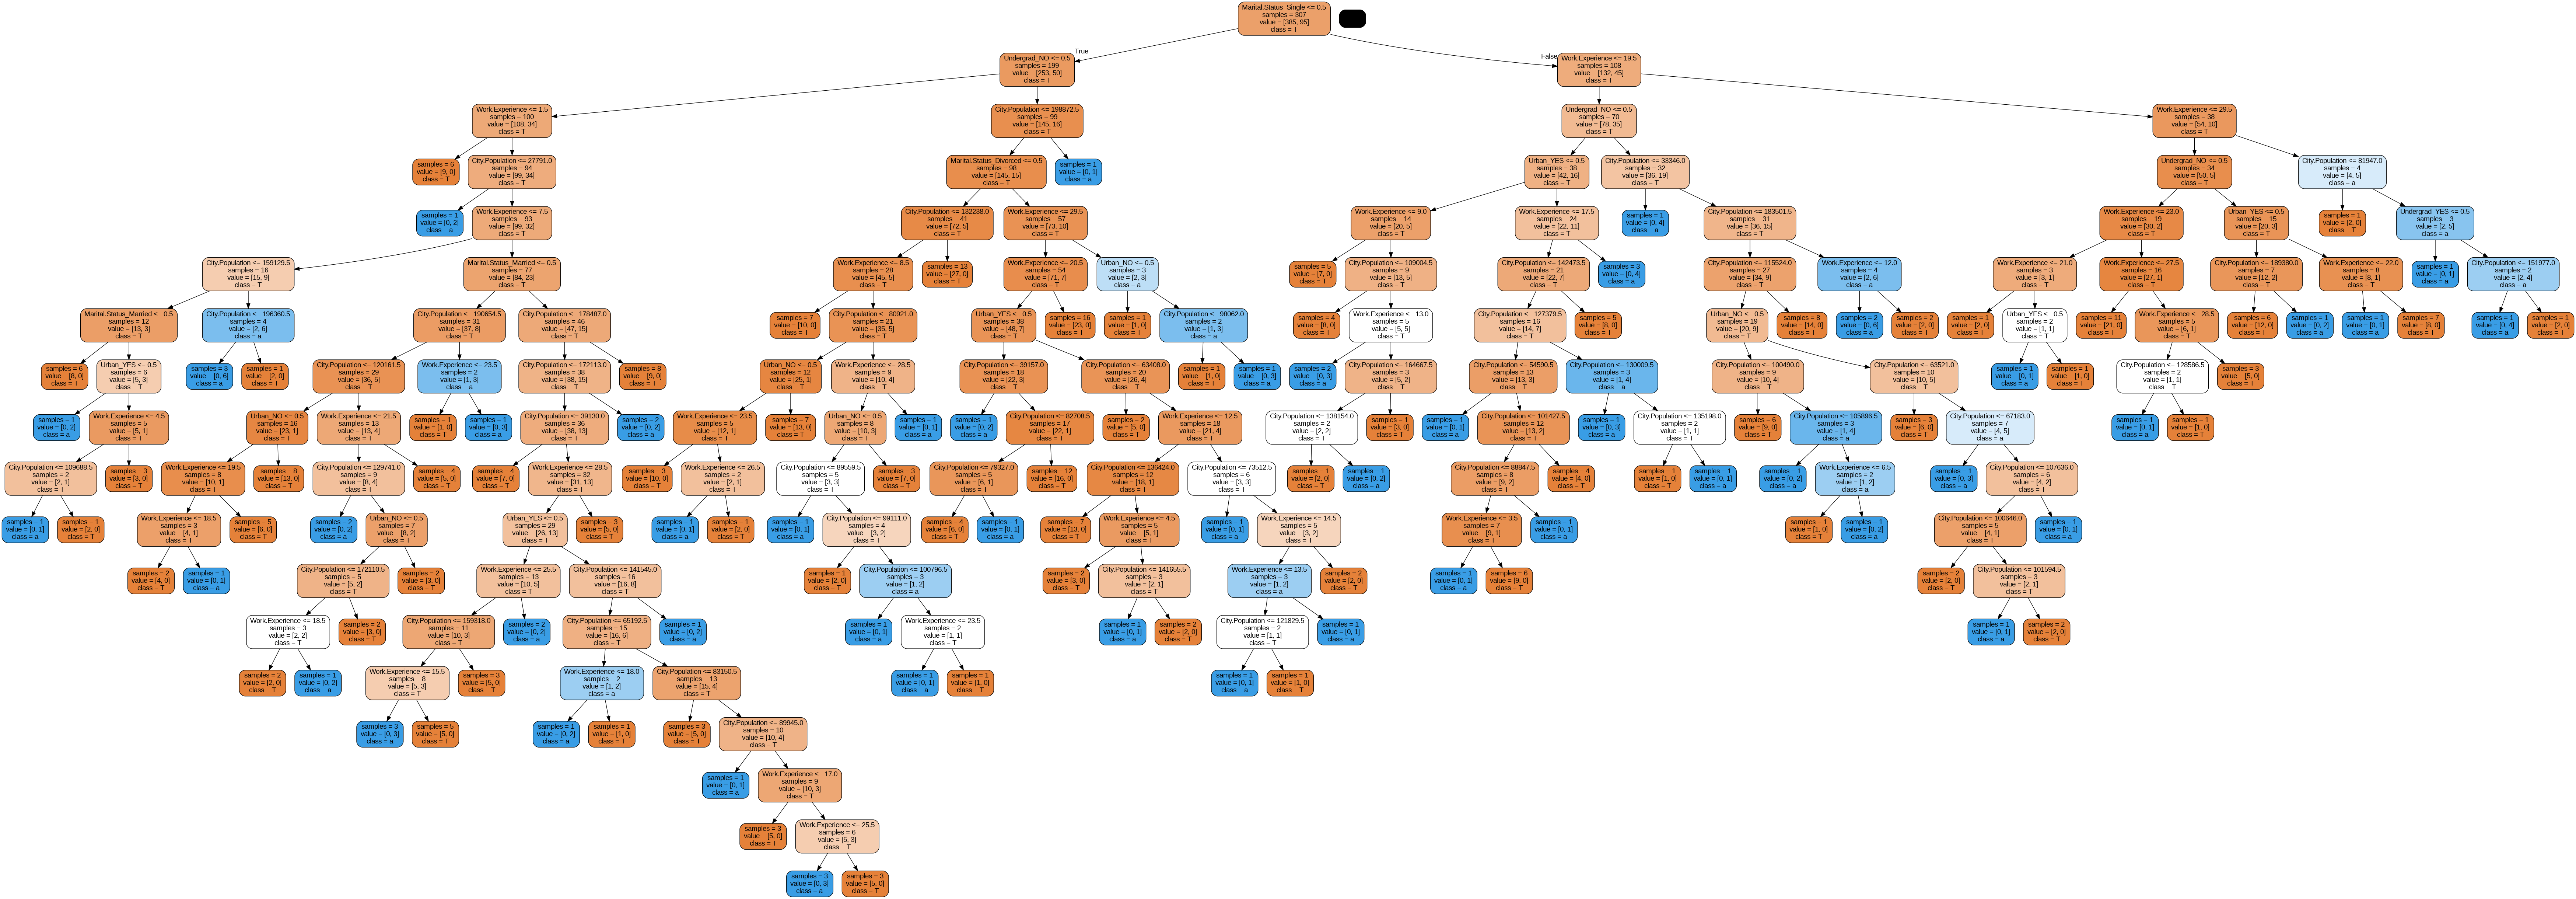 Marital.Status_Single <= 0.5
samples = 307
value = [385, 95]
class = T
True
False
Undergrad_NO <= 0.5
samples = 199
value = [253, 50]
class = T
Work.Experience <= 19.5
samples = 108
value = [132, 45]
class = T
Work.Experience <= 1.5
samples = 100
value = [108, 34]
class = T
City.Population <= 198872.5
samples = 99
value = [145, 16]
class = T
Undergrad_NO <= 0.5
samples = 70
value = [78, 35]
class = T
Work.Experience <= 29.5
samples = 38
value = [54, 10]
class = T
samples = 6
value = [9, 0]
class = T
City.Population <= 27791.0
samples = 94
value = [99, 34]
class = T
Marital.Status_Divorced <= 0.5
samples = 98
value = [145, 15]
class = T
samples = 1
value = [0, 1]
class = a
Urban_YES <= 0.5
samples = 38
value = [42, 16]
class = T
City.Population <= 33346.0
samples = 32
value = [36, 19]
class = T
Undergrad_NO <= 0.5
samples = 34
value = [50, 5]
class = T
City.Population <= 81947.0
samples = 4
value = [4, 5]
class = a
samples = 1
value = [0, 2]
class = a
Work.Experience <= 7.5
samples = 93
value = [99, 32]
class = T
City.Population <= 132238.0
samples = 41
value = [72, 5]
class = T
Work.Experience <= 29.5
samples = 57
value = [73, 10]
class = T
Work.Experience <= 9.0
samples = 14
value = [20, 5]
class = T
Work.Experience <= 17.5
samples = 24
value = [22, 11]
class = T
samples = 1
value = [0, 4]
class = a
City.Population <= 183501.5
samples = 31
value = [36, 15]
class = T
Work.Experience <= 23.0
samples = 19
value = [30, 2]
class = T
Urban_YES <= 0.5
samples = 15
value = [20, 3]
class = T
samples = 1
value = [2, 0]
class = T
Undergrad_YES <= 0.5
samples = 3
value = [2, 5]
class = a
City.Population <= 159129.5
samples = 16
value = [15, 9]
class = T
Marital.Status_Married <= 0.5
samples = 77
value = [84, 23]
class = T
Work.Experience <= 8.5
samples = 28
value = [45, 5]
class = T
samples = 13
value = [27, 0]
class = T
Work.Experience <= 20.5
samples = 54
value = [71, 7]
class = T
Urban_NO <= 0.5
samples = 3
value = [2, 3]
class = a
samples = 5
value = [7, 0]
class = T
City.Population <= 109004.5
samples = 9
value = [13, 5]
class = T
City.Population <= 142473.5
samples = 21
value = [22, 7]
class = T
samples = 3
value = [0, 4]
class = a
City.Population <= 115524.0
samples = 27
value = [34, 9]
class = T
Work.Experience <= 12.0
samples = 4
value = [2, 6]
class = a
Work.Experience <= 21.0
samples = 3
value = [3, 1]
class = T
Work.Experience <= 27.5
samples = 16
value = [27, 1]
class = T
City.Population <= 189380.0
samples = 7
value = [12, 2]
class = T
Work.Experience <= 22.0
samples = 8
value = [8, 1]
class = T
samples = 1
value = [0, 1]
class = a
City.Population <= 151977.0
samples = 2
value = [2, 4]
class = a
Marital.Status_Married <= 0.5
samples = 12
value = [13, 3]
class = T
City.Population <= 196360.5
samples = 4
value = [2, 6]
class = a
City.Population <= 190654.5
samples = 31
value = [37, 8]
class = T
City.Population <= 178487.0
samples = 46
value = [47, 15]
class = T
samples = 7
value = [10, 0]
class = T
City.Population <= 80921.0
samples = 21
value = [35, 5]
class = T
Urban_YES <= 0.5
samples = 38
value = [48, 7]
class = T
samples = 16
value = [23, 0]
class = T
samples = 1
value = [1, 0]
class = T
City.Population <= 98062.0
samples = 2
value = [1, 3]
class = a
samples = 4
value = [8, 0]
class = T
Work.Experience <= 13.0
samples = 5
value = [5, 5]
class = T
City.Population <= 127379.5
samples = 16
value = [14, 7]
class = T
samples = 5
value = [8, 0]
class = T
Urban_NO <= 0.5
samples = 19
value = [20, 9]
class = T
samples = 8
value = [14, 0]
class = T
samples = 2
value = [0, 6]
class = a
samples = 2
value = [2, 0]
class = T
samples = 1
value = [2, 0]
class = T
Urban_YES <= 0.5
samples = 2
value = [1, 1]
class = T
samples = 11
value = [21, 0]
class = T
Work.Experience <= 28.5
samples = 5
value = [6, 1]
class = T
samples = 6
value = [12, 0]
class = T
samples = 1
value = [0, 2]
class = a
samples = 1
value = [0, 1]
class = a
samples = 7
value = [8, 0]
class = T
samples = 1
value = [0, 4]
class = a
samples = 1
value = [2, 0]
class = T
samples = 6
value = [8, 0]
class = T
Urban_YES <= 0.5
samples = 6
value = [5, 3]
class = T
samples = 3
value = [0, 6]
class = a
samples = 1
value = [2, 0]
class = T
City.Population <= 120161.5
samples = 29
value = [36, 5]
class = T
Work.Experience <= 23.5
samples = 2
value = [1, 3]
class = a
City.Population <= 172113.0
samples = 38
value = [38, 15]
class = T
samples = 8
value = [9, 0]
class = T
Urban_NO <= 0.5
samples = 12
value = [25, 1]
class = T
Work.Experience <= 28.5
samples = 9
value = [10, 4]
class = T
City.Population <= 39157.0
samples = 18
value = [22, 3]
class = T
City.Population <= 63408.0
samples = 20
value = [26, 4]
class = T
samples = 1
value = [1, 0]
class = T
samples = 1
value = [0, 3]
class = a
samples = 2
value = [0, 3]
class = a
City.Population <= 164667.5
samples = 3
value = [5, 2]
class = T
City.Population <= 54590.5
samples = 13
value = [13, 3]
class = T
City.Population <= 130009.5
samples = 3
value = [1, 4]
class = a
City.Population <= 100490.0
samples = 9
value = [10, 4]
class = T
City.Population <= 63521.0
samples = 10
value = [10, 5]
class = T
samples = 1
value = [0, 1]
class = a
samples = 1
value = [1, 0]
class = T
City.Population <= 128586.5
samples = 2
value = [1, 1]
class = T
samples = 3
value = [5, 0]
class = T
samples = 1
value = [0, 2]
class = a
Work.Experience <= 4.5
samples = 5
value = [5, 1]
class = T
Urban_NO <= 0.5
samples = 16
value = [23, 1]
class = T
Work.Experience <= 21.5
samples = 13
value = [13, 4]
class = T
samples = 1
value = [1, 0]
class = T
samples = 1
value = [0, 3]
class = a
City.Population <= 39130.0
samples = 36
value = [38, 13]
class = T
samples = 2
value = [0, 2]
class = a
Work.Experience <= 23.5
samples = 5
value = [12, 1]
class = T
samples = 7
value = [13, 0]
class = T
Urban_NO <= 0.5
samples = 8
value = [10, 3]
class = T
samples = 1
value = [0, 1]
class = a
samples = 1
value = [0, 2]
class = a
City.Population <= 82708.5
samples = 17
value = [22, 1]
class = T
samples = 2
value = [5, 0]
class = T
Work.Experience <= 12.5
samples = 18
value = [21, 4]
class = T
City.Population <= 138154.0
samples = 2
value = [2, 2]
class = T
samples = 1
value = [3, 0]
class = T
samples = 1
value = [0, 1]
class = a
City.Population <= 101427.5
samples = 12
value = [13, 2]
class = T
samples = 1
value = [0, 3]
class = a
City.Population <= 135198.0
samples = 2
value = [1, 1]
class = T
samples = 6
value = [9, 0]
class = T
City.Population <= 105896.5
samples = 3
value = [1, 4]
class = a
samples = 3
value = [6, 0]
class = T
City.Population <= 67183.0
samples = 7
value = [4, 5]
class = a
samples = 1
value = [0, 1]
class = a
samples = 1
value = [1, 0]
class = T
City.Population <= 109688.5
samples = 2
value = [2, 1]
class = T
samples = 3
value = [3, 0]
class = T
Work.Experience <= 19.5
samples = 8
value = [10, 1]
class = T
samples = 8
value = [13, 0]
class = T
City.Population <= 129741.0
samples = 9
value = [8, 4]
class = T
samples = 4
value = [5, 0]
class = T
samples = 4
value = [7, 0]
class = T
Work.Experience <= 28.5
samples = 32
value = [31, 13]
class = T
samples = 3
value = [10, 0]
class = T
Work.Experience <= 26.5
samples = 2
value = [2, 1]
class = T
City.Population <= 89559.5
samples = 5
value = [3, 3]
class = T
samples = 3
value = [7, 0]
class = T
City.Population <= 79327.0
samples = 5
value = [6, 1]
class = T
samples = 12
value = [16, 0]
class = T
City.Population <= 136424.0
samples = 12
value = [18, 1]
class = T
City.Population <= 73512.5
samples = 6
value = [3, 3]
class = T
samples = 1
value = [2, 0]
class = T
samples = 1
value = [0, 2]
class = a
City.Population <= 88847.5
samples = 8
value = [9, 2]
class = T
samples = 4
value = [4, 0]
class = T
samples = 1
value = [1, 0]
class = T
samples = 1
value = [0, 1]
class = a
samples = 1
value = [0, 2]
class = a
Work.Experience <= 6.5
samples = 2
value = [1, 2]
class = a
samples = 1
value = [0, 3]
class = a
City.Population <= 107636.0
samples = 6
value = [4, 2]
class = T
samples = 1
value = [0, 1]
class = a
samples = 1
value = [2, 0]
class = T
Work.Experience <= 18.5
samples = 3
value = [4, 1]
class = T
samples = 5
value = [6, 0]
class = T
samples = 2
value = [0, 2]
class = a
Urban_NO <= 0.5
samples = 7
value = [8, 2]
class = T
Urban_YES <= 0.5
samples = 29
value = [26, 13]
class = T
samples = 3
value = [5, 0]
class = T
samples = 1
value = [0, 1]
class = a
samples = 1
value = [2, 0]
class = T
samples = 1
value = [0, 1]
class = a
City.Population <= 99111.0
samples = 4
value = [3, 2]
class = T
samples = 4
value = [6, 0]
class = T
samples = 1
value = [0, 1]
class = a
samples = 7
value = [13, 0]
class = T
Work.Experience <= 4.5
samples = 5
value = [5, 1]
class = T
samples = 1
value = [0, 1]
class = a
Work.Experience <= 14.5
samples = 5
value = [3, 2]
class = T
Work.Experience <= 3.5
samples = 7
value = [9, 1]
class = T
samples = 1
value = [0, 1]
class = a
samples = 1
value = [1, 0]
class = T
samples = 1
value = [0, 2]
class = a
City.Population <= 100646.0
samples = 5
value = [4, 1]
class = T
samples = 1
value = [0, 1]
class = a
samples = 2
value = [4, 0]
class = T
samples = 1
value = [0, 1]
class = a
City.Population <= 172110.5
samples = 5
value = [5, 2]
class = T
samples = 2
value = [3, 0]
class = T
Work.Experience <= 25.5
samples = 13
value = [10, 5]
class = T
City.Population <= 141545.0
samples = 16
value = [16, 8]
class = T
samples = 1
value = [2, 0]
class = T
City.Population <= 100796.5
samples = 3
value = [1, 2]
class = a
samples = 2
value = [3, 0]
class = T
City.Population <= 141655.5
samples = 3
value = [2, 1]
class = T
Work.Experience <= 13.5
samples = 3
value = [1, 2]
class = a
samples = 2
value = [2, 0]
class = T
samples = 1
value = [0, 1]
class = a
samples = 6
value = [9, 0]
class = T
samples = 2
value = [2, 0]
class = T
City.Population <= 101594.5
samples = 3
value = [2, 1]
class = T
Work.Experience <= 18.5
samples = 3
value = [2, 2]
class = T
samples = 2
value = [3, 0]
class = T
City.Population <= 159318.0
samples = 11
value = [10, 3]
class = T
samples = 2
value = [0, 2]
class = a
City.Population <= 65192.5
samples = 15
value = [16, 6]
class = T
samples = 1
value = [0, 2]
class = a
samples = 1
value = [0, 1]
class = a
Work.Experience <= 23.5
samples = 2
value = [1, 1]
class = T
samples = 1
value = [0, 1]
class = a
samples = 2
value = [2, 0]
class = T
City.Population <= 121829.5
samples = 2
value = [1, 1]
class = T
samples = 1
value = [0, 1]
class = a
samples = 1
value = [0, 1]
class = a
samples = 2
value = [2, 0]
class = T
samples = 2
value = [2, 0]
class = T
samples = 1
value = [0, 2]
class = a
Work.Experience <= 15.5
samples = 8
value = [5, 3]
class = T
samples = 3
value = [5, 0]
class = T
Work.Experience <= 18.0
samples = 2
value = [1, 2]
class = a
City.Population <= 83150.5
samples = 13
value = [15, 4]
class = T
samples = 1
value = [0, 1]
class = a
samples = 1
value = [1, 0]
class = T
samples = 1
value = [0, 1]
class = a
samples = 1
value = [1, 0]
class = T
samples = 3
value = [0, 3]
class = a
samples = 5
value = [5, 0]
class = T
samples = 1
value = [0, 2]
class = a
samples = 1
value = [1, 0]
class = T
samples = 3
value = [5, 0]
class = T
City.Population <= 89945.0
samples = 10
value = [10, 4]
class = T
samples = 1
value = [0, 1]
class = a
Work.Experience <= 17.0
samples = 9
value = [10, 3]
class = T
samples = 3
value = [5, 0]
class = T
Work.Experience <= 25.5
samples = 6
value = [5, 3]
class = T
samples = 3
value = [0, 3]
class = a
samples = 3
value = [5, 0]
class = T